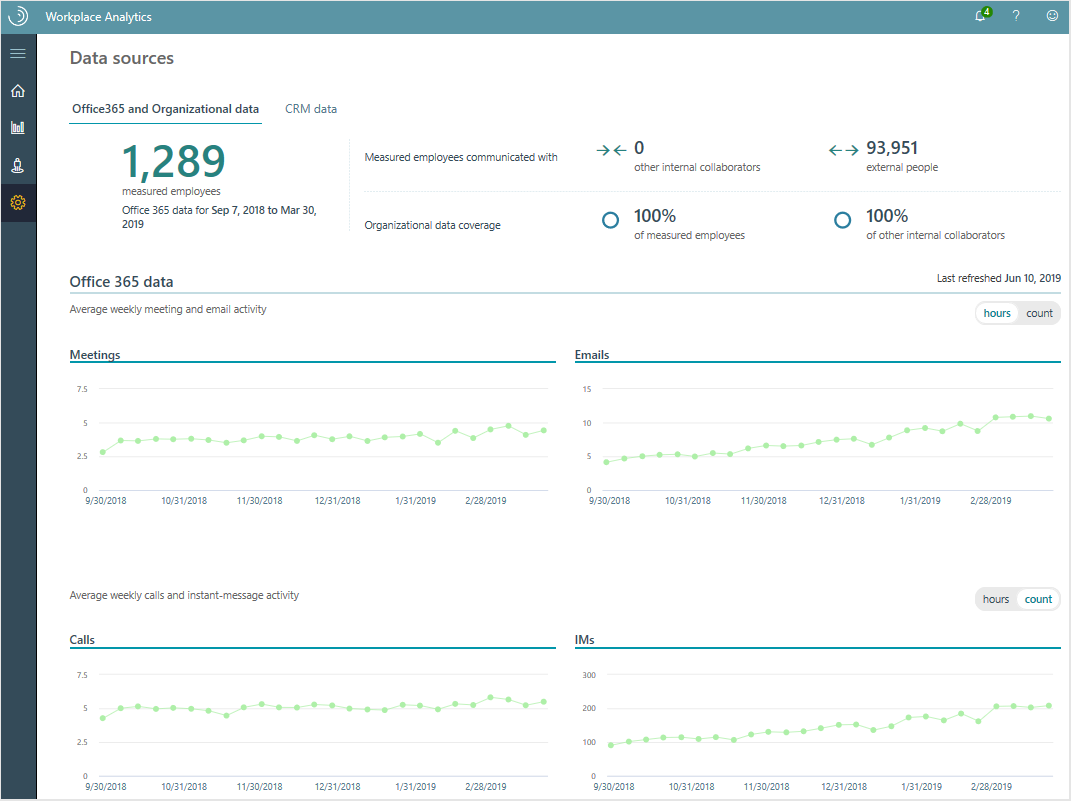 Workplace Analytics
4
?
Data sources
Office365 and Organizational data
CRM data
1,289
measured employees
Office 365 data for Sep 7, 2018 to Mar 30,
2019
Measured employees communicated with
0
other internal collaborators
93,951
external people
Organizational data coverage
100%
of measured employees
100%
of other internal collaborators
Office 365 data
Last refreshed Jun 10, 2019
Average weekly meeting and email activity
hours count
Meetings
7.5
5
2.5
0
9/30/2018 10/31/2018 11/30/2018 12/31/2018 1/31/2019 2/28/2019
Emails
15
10
5
0
9/30/2018 10/31/2018 11/30/2018 12/31/2018 1/31/2019 2/28/2019
Average weekly calls and instant-message activity
hours count
Calls
7.5
5
2.5
0
9/30/2018 10/31/2018 11/30/2018 12/31/2018 1/31/2019 2/28/2019
IMs
300
200
100
0
9/30/2018 10/31/2018 11/30/2018 12/31/2018 1/31/2019 2/28/2019